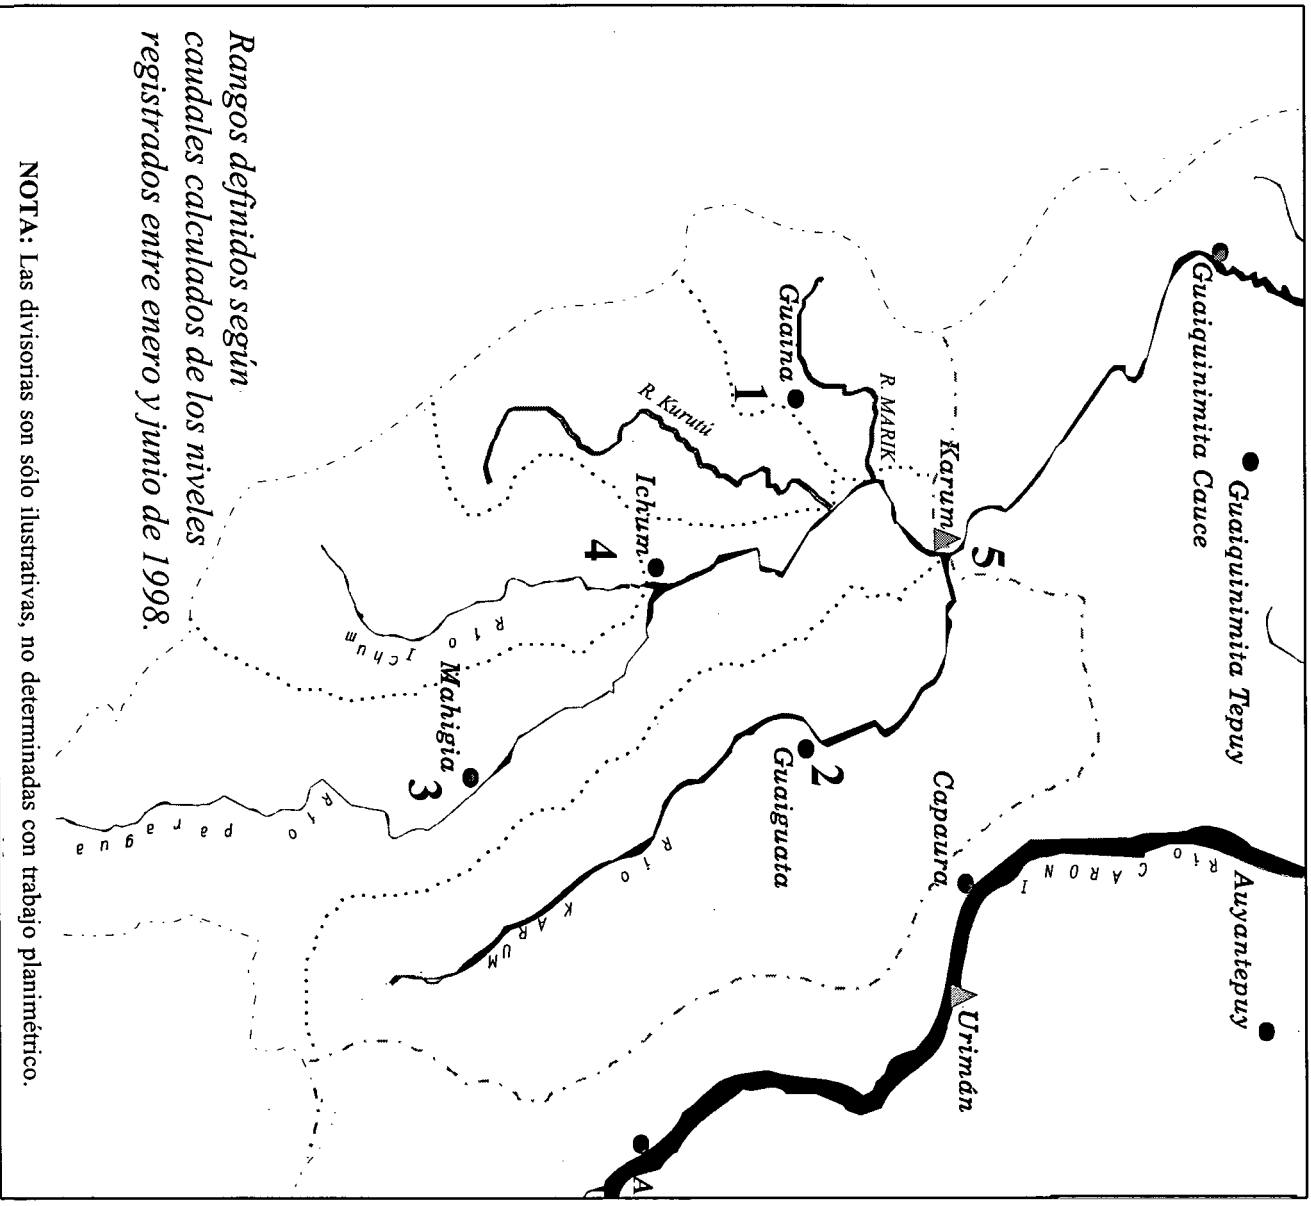 Guaiquinimita Cauce
Guaiquinimita Tepuy
Auyantepuy
Río CARONI
Karum
5
Capaura
Urimán
R. MARIK
Guaina
1
2
Guaiguata
R. Kurutú
Río KARUM
Ichum
4
A
Río Ichum
Mahigia
3
Río paragua
Rangos definidos según
caudales calculados de los niveles
registrados entre enero y junio de 1998.
NOTA: Las divisorias son sólo ilustrativas, no determinadas con trabajo planimétrico.